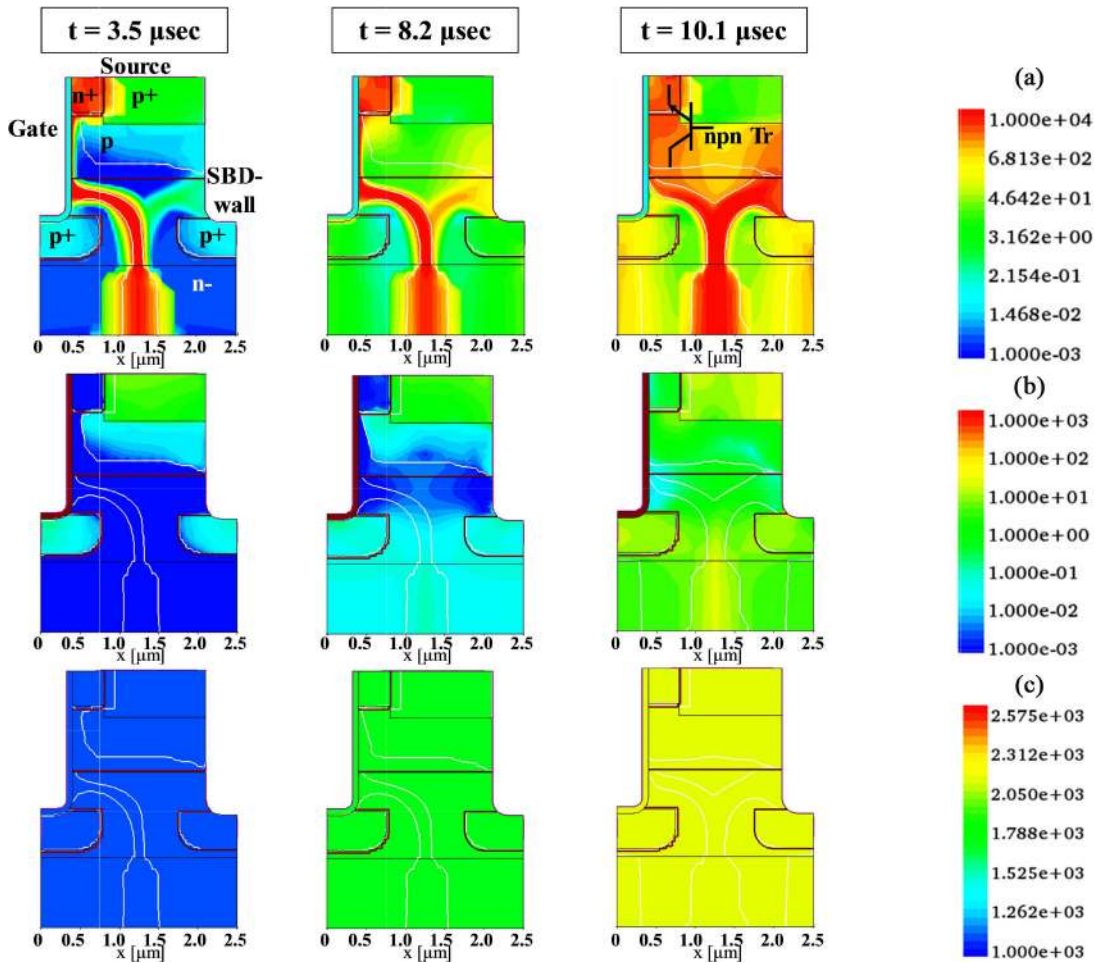 t = 3.5 μsec
t = 8.2 μsec
t = 10.1 μsec
Source
n+
p+
Gate
p
SBD-
wall
p+
p+
n-
0 0.5 1.0 1.5 2.0 2.5
x [μm]
0 0.5 1.0 1.5 2.0 2.5
x [μm]
npn Tr
0 0.5 1.0 1.5 2.0 2.5
x [μm]
(a)
1.000e+04
6.813e+02
4.642e+01
3.162e+00
2.154e-01
1.468e-02
1.000e-03
0 0.5 1.0 1.5 2.0 2.5
x [μm]
0 0.5 1.0 1.5 2.0 2.5
x [μm]
0 0.5 1.0 1.5 2.0 2.5
x [μm]
(b)
1.000e+03
1.000e+02
1.000e+01
1.000e+00
1.000e-01
1.000e-02
1.000e-03
0 0.5 1.0 1.5 2.0 2.5
x [μm]
0 0.5 1.0 1.5 2.0 2.5
x [μm]
0 0.5 1.0 1.5 2.0 2.5
x [μm]
(c)
2.575e+03
2.312e+03
2.050e+03
1.788e+03
1.525e+03
1.262e+03
1.000e+03